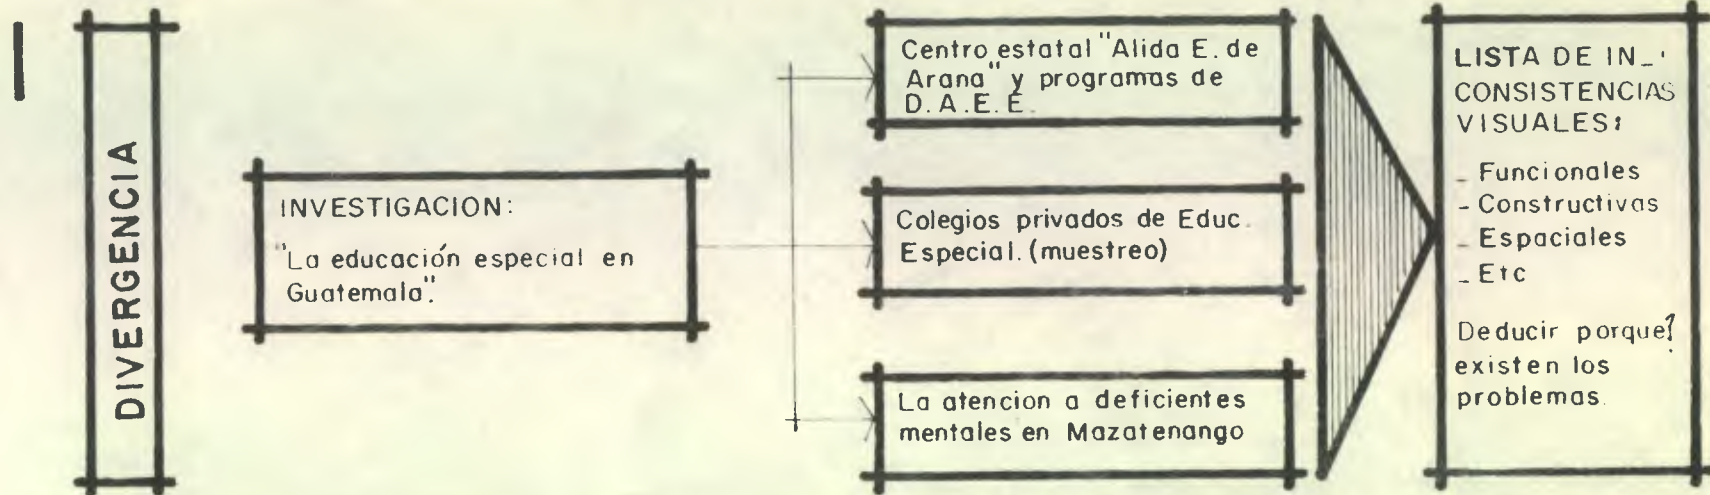 DIVERGENCIA
INVESTIGACION:
"La educación especial en
Guatemala".
Centro estatal "Alida E. de
Arana" y programas de
D.A.E.E.
Colegios privados de Educ.
Especial. (muestreo)
La atencion a deficientes
mentales en Mazatenango
LISTA DE IN_
CONSISTENCIAS
VISUALES:
- Funcionales
- Constructivas
- Espaciales
- Etc
Deducir porque?
existen los
problemas.